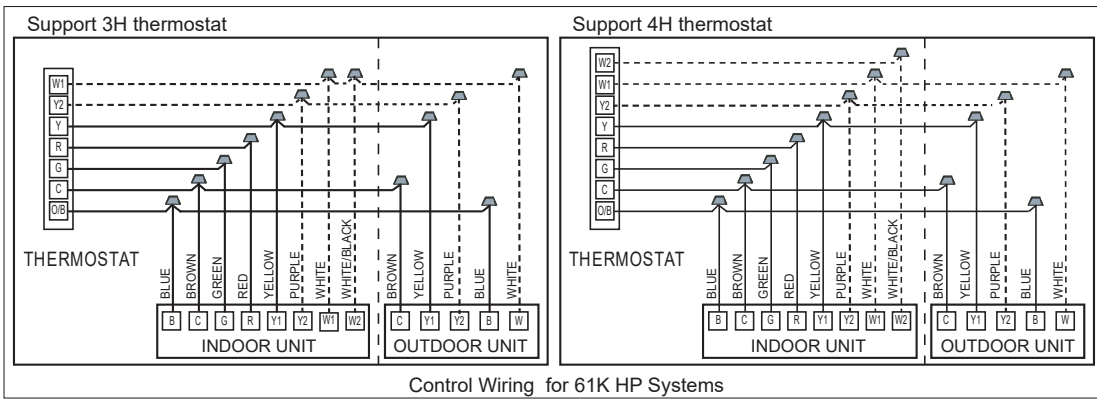 Support 3H thermostat
W1
Y2
Y
R
G
C
O/B
THERMOSTAT
BLUE
BROWN
GREEN
RED
YELLOW
PURPLE
WHITE
WHITE/BLACK
BROWN
YELLOW
PURPLE
BLUE
WHITE
B C G R Y1 Y2 W1 W2
C Y1 Y2 B W
INDOOR UNIT
OUTDOOR UNIT
Support 4H thermostat
W2
W1
Y2
Y
R
G
C
O/B
THERMOSTAT
BLUE
BROWN
GREEN
RED
YELLOW
PURPLE
WHITE
WHITE/BLACK
BROWN
YELLOW
PURPLE
BLUE
WHITE
B C G R Y1 Y2 W1 W2
C Y1 Y2 B W
INDOOR UNIT
OUTDOOR UNIT
Control Wiring for 61K HP Systems